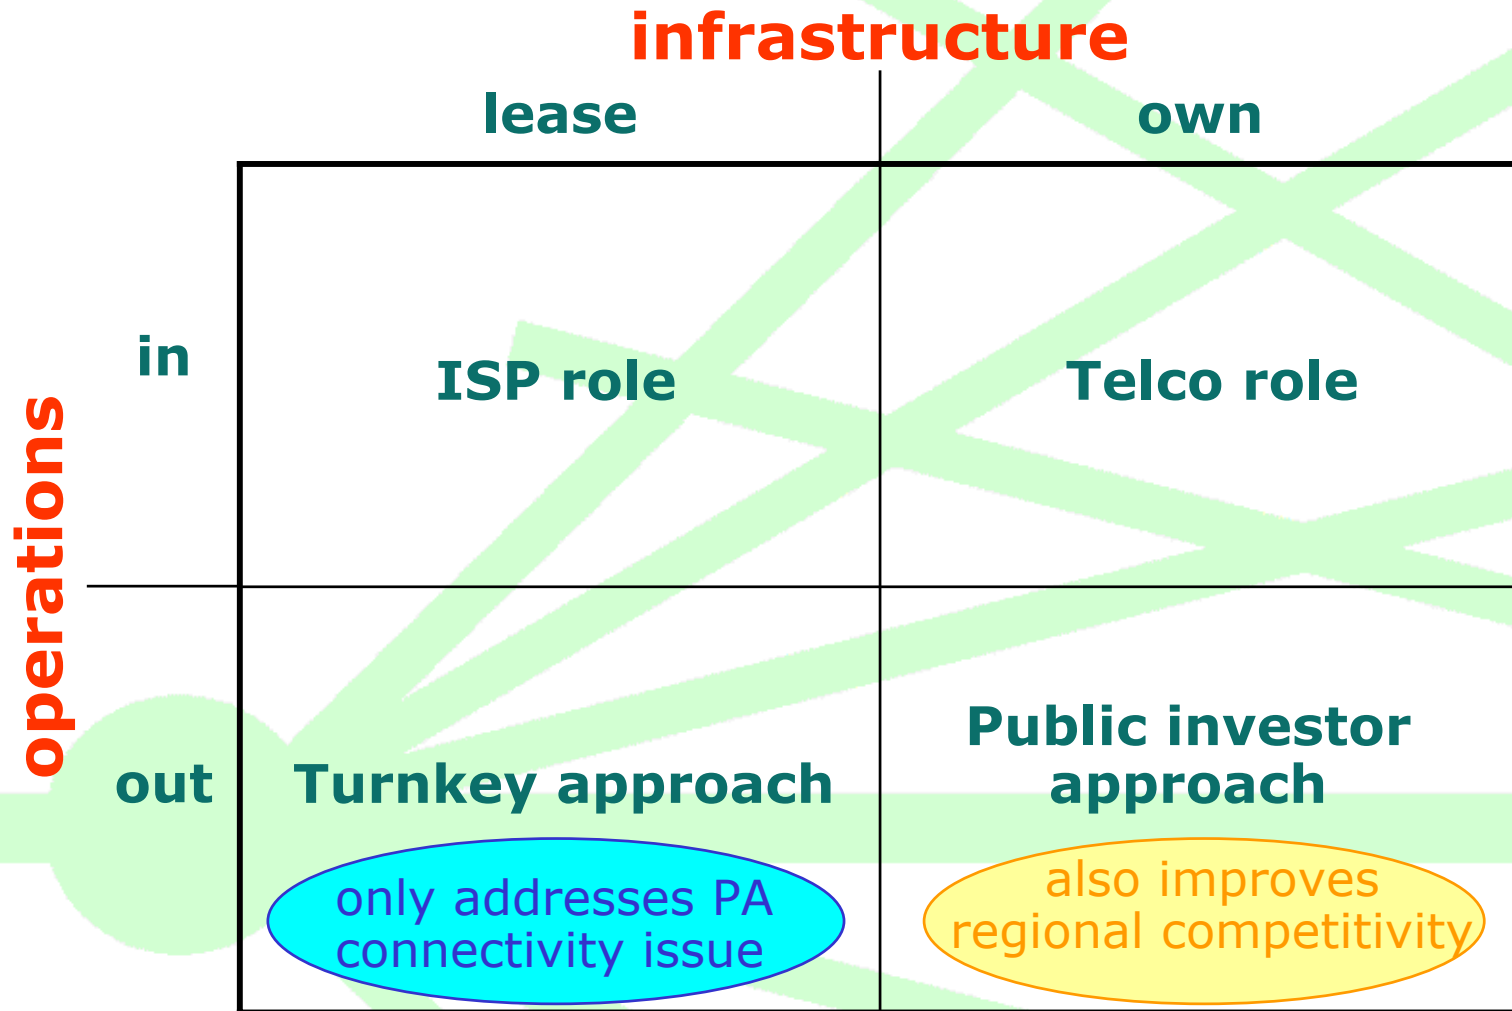 infrastructure
lease
own
operations
in
ISP role
Telco role
out
Turnkey approach
Public investor
approach
only addresses PA
connectivity issue
also improves
regional competitivity